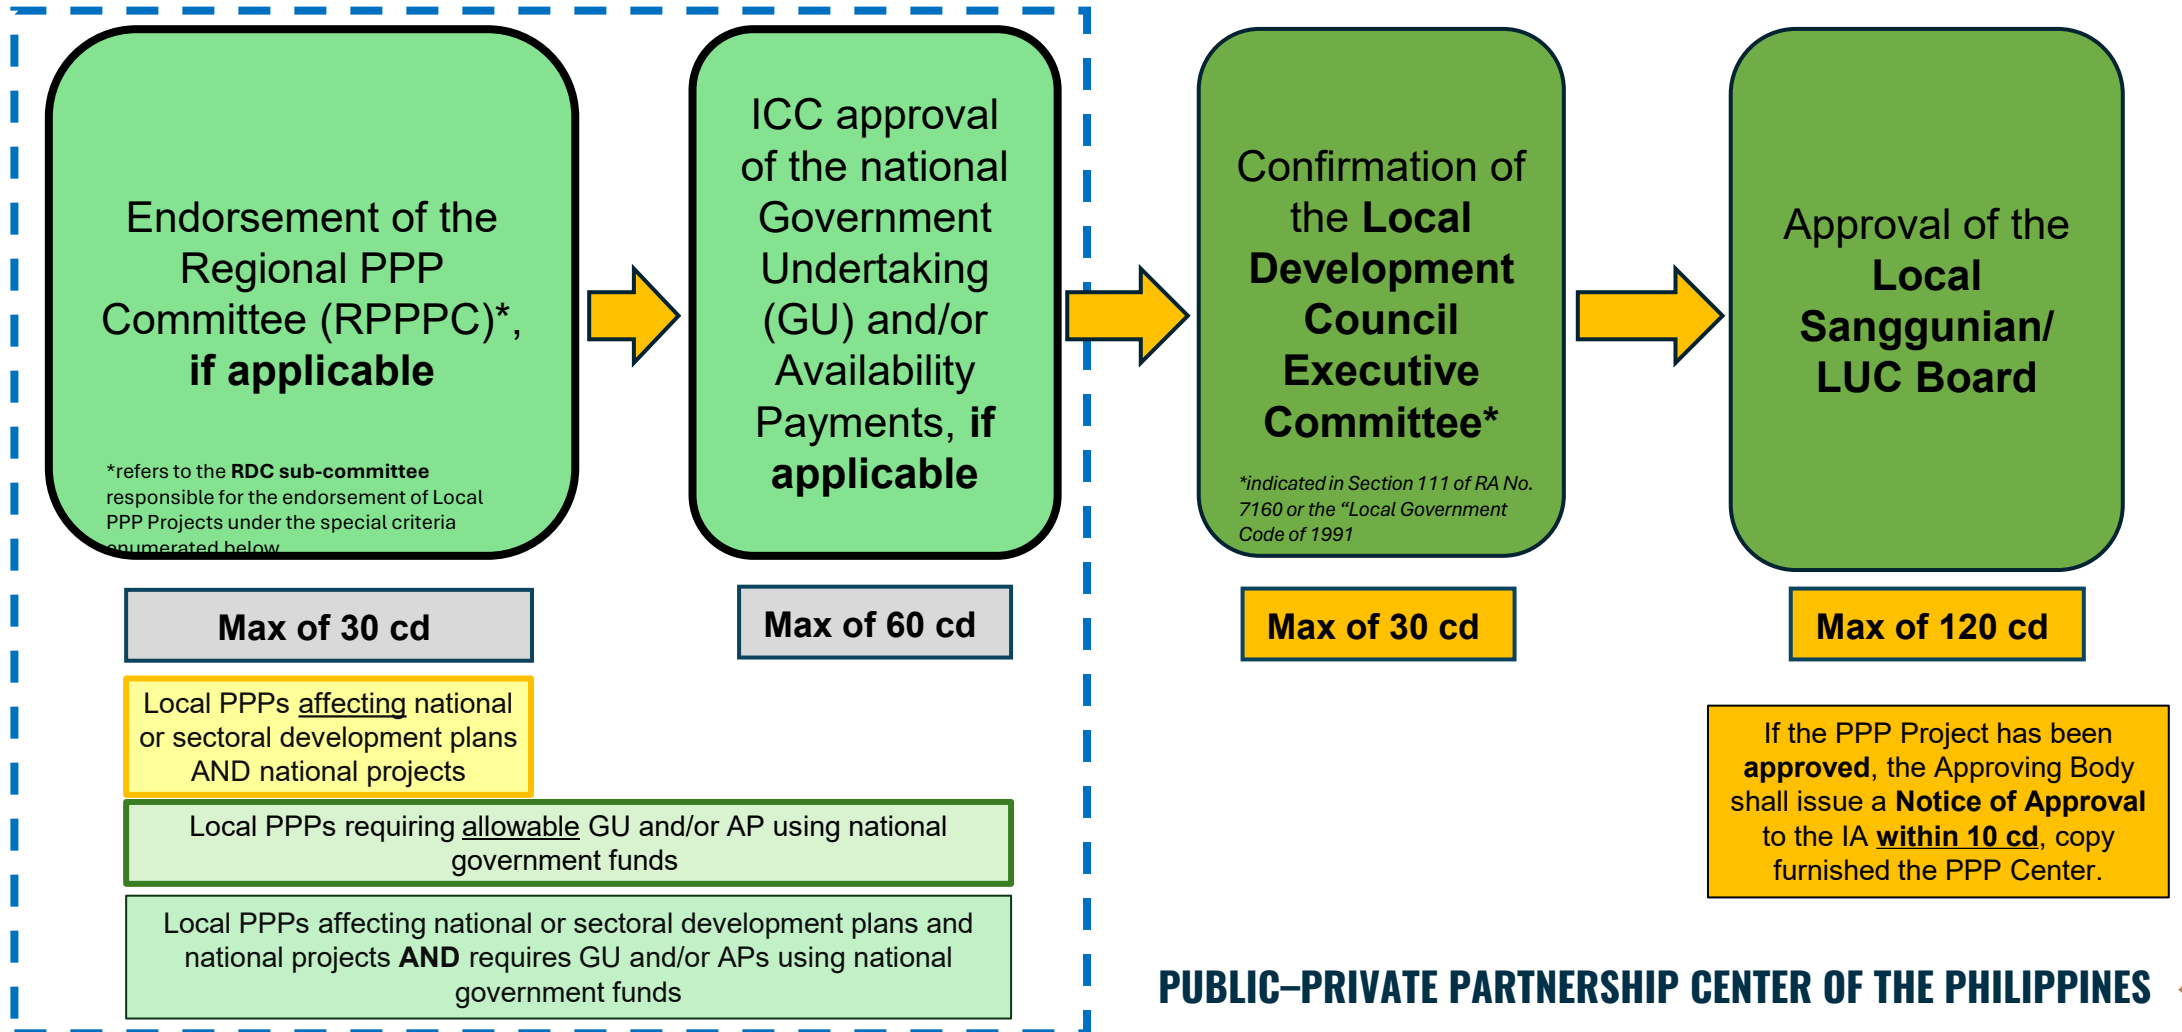 Endorsement of the
Regional PPP
Committee (RPPPC)*,
if applicable
*refers to the RDC sub-committee
responsible for the endorsement of Local
PPP Projects under the special criteria
enumerated below
Max of 30 cd
ICC approval
of the national
Government
Undertaking
(GU) and/or
Availability
Payments, if
applicable
Max of 60 cd
Local PPPs affecting national
or sectoral development plans
AND national projects
Local PPPs requiring allowable GU and/or AP using national
government funds
Local PPPs affecting national or sectoral development plans and
national projects AND requires GU and/or APs using national
government funds
Confirmation of
the Local
Development
Council
Executive
Committee*
*indicated in Section 111 of RA No.
7160 or the “Local Government
Code of 1991
Max of 30 cd
Approval of the
Local
Sanggunian/
LUC Board
Max of 120 cd
If the PPP Project has been
approved, the Approving Body
shall issue a Notice of Approval
to the IA within 10 cd, copy
furnished the PPP Center.
PUBLIC–PRIVATE PARTNERSHIP CENTER OF THE PHILIPPINES